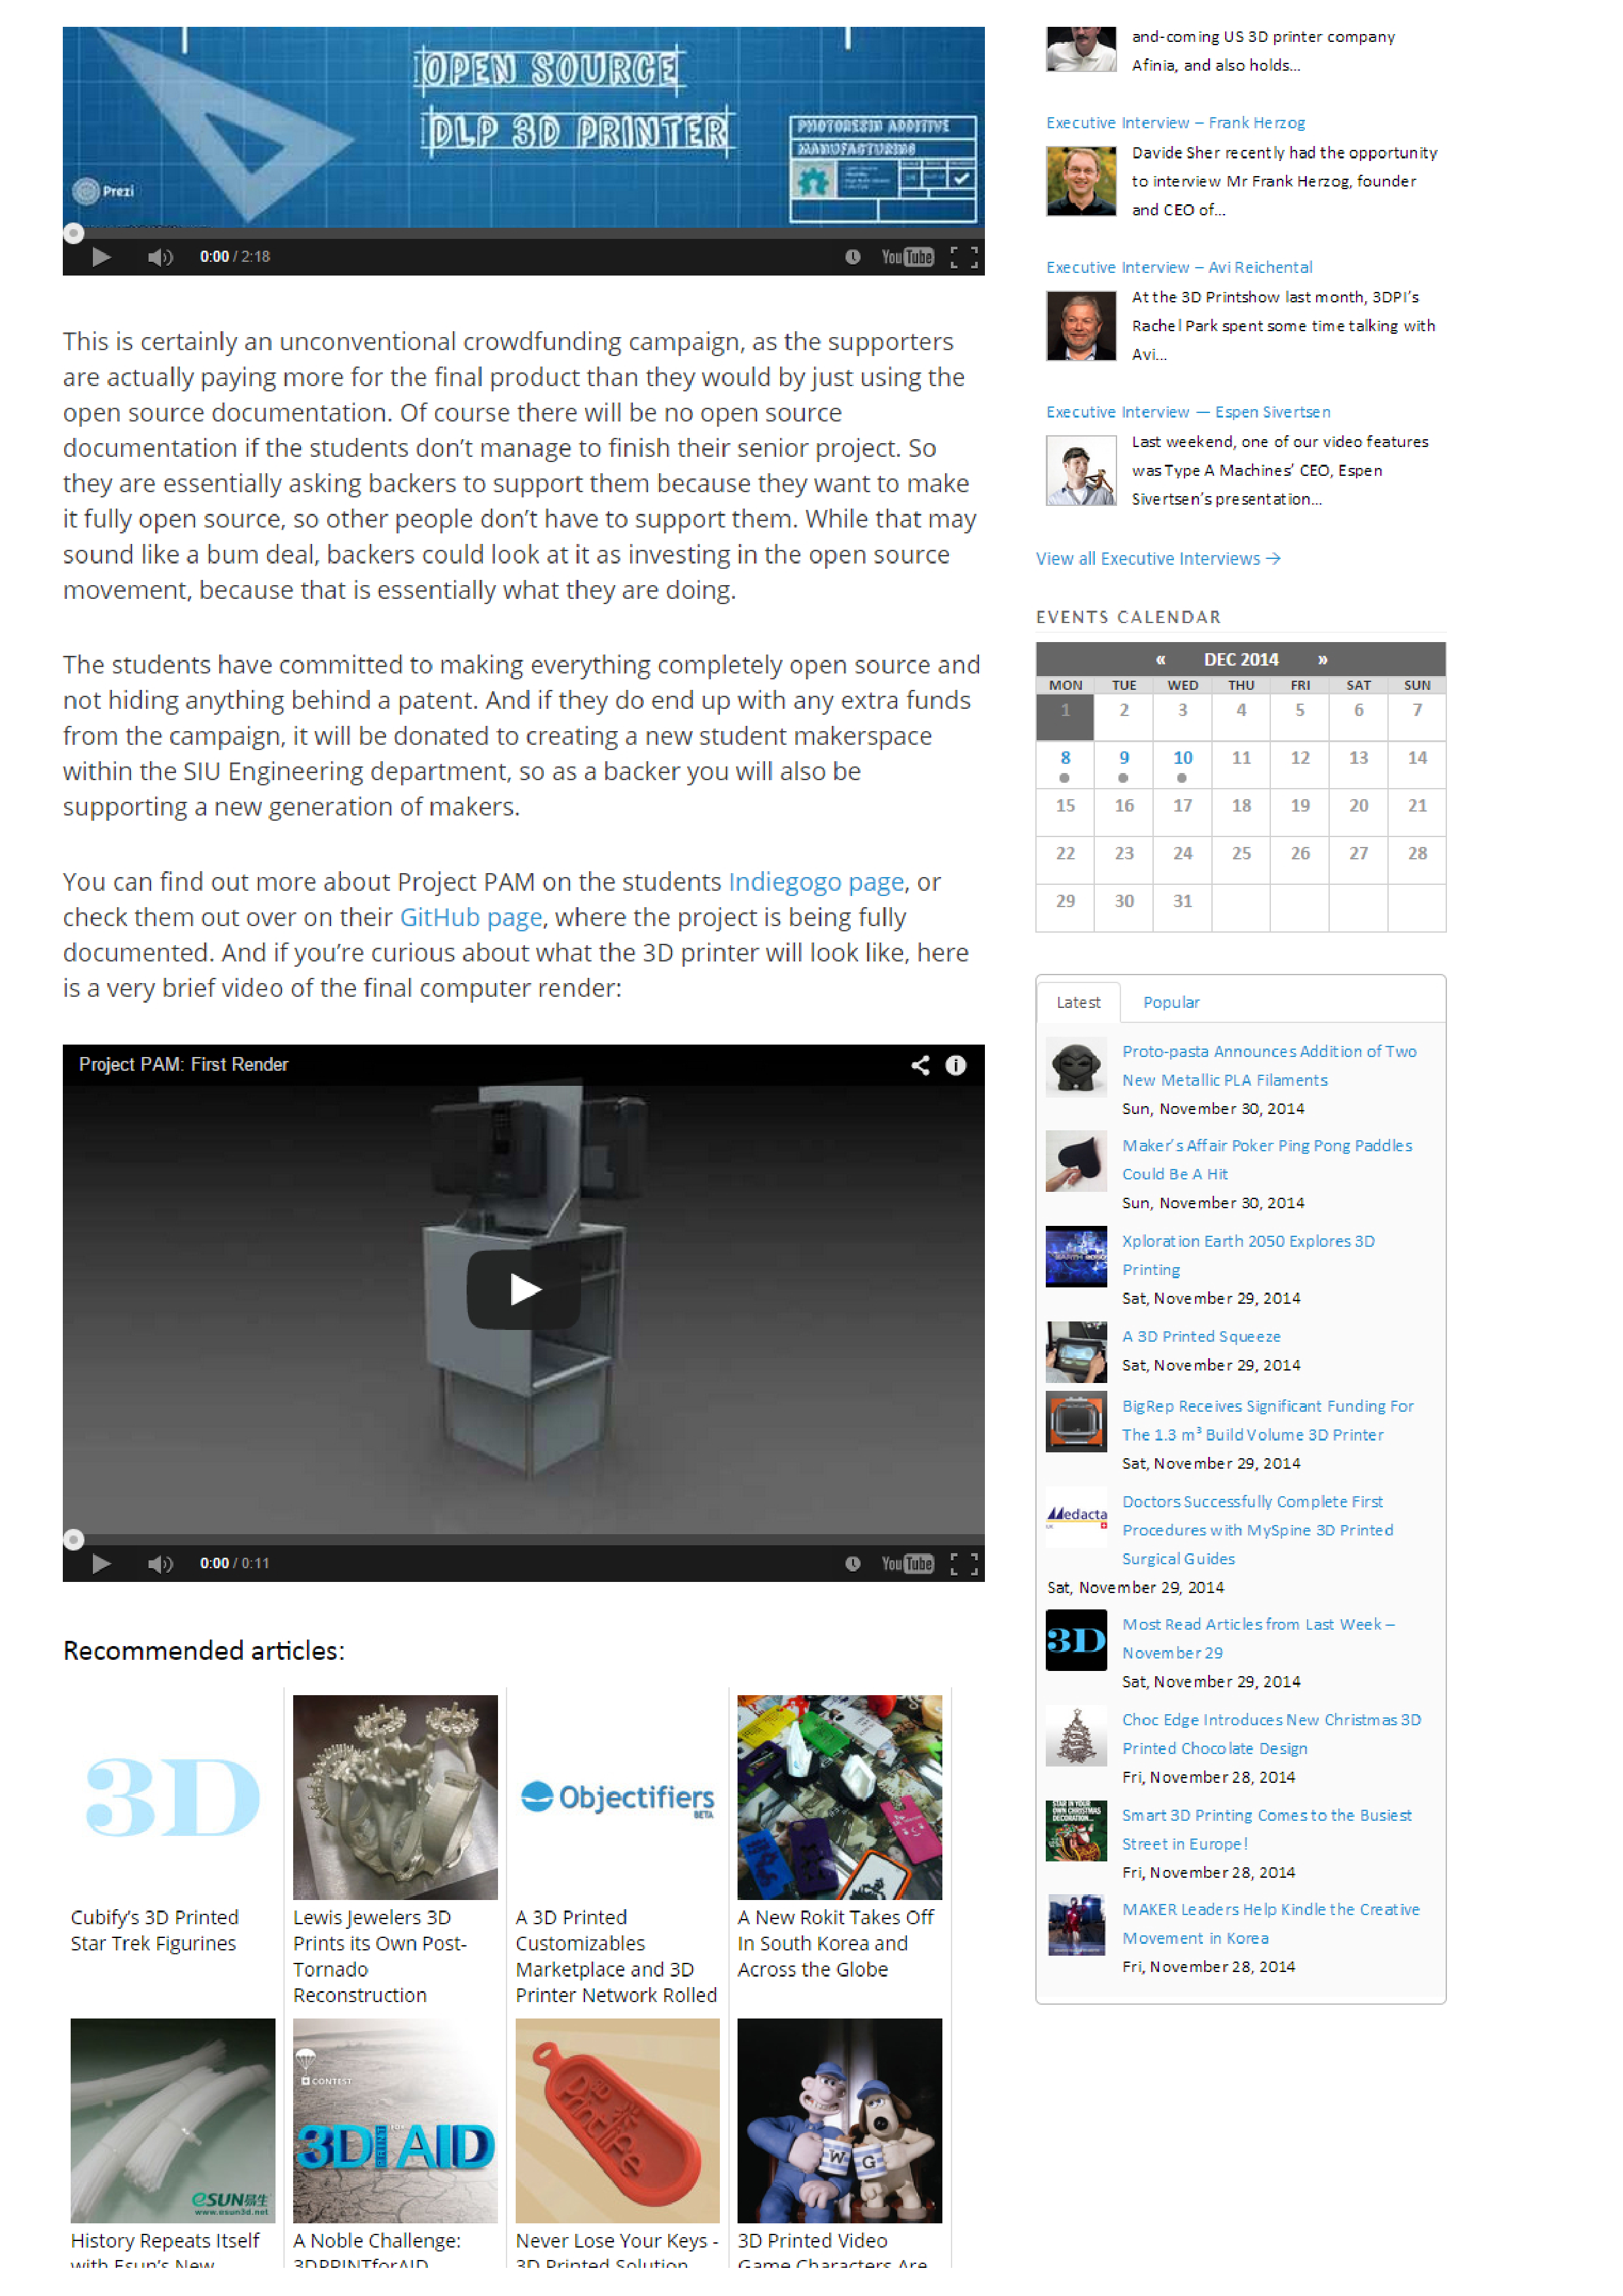 OPEN SOURCE
DLP 3D PRINTER
PHOTORESIN ADDITIVE
MANUFACTURING
Prezi
0:00 / 2:18
YouTube
This is certainly an unconventional crowdfunding campaign, as the supporters
are actually paying more for the final product than they would by just using the
open source documentation. Of course there will be no open source
documentation if the students don’t manage to finish their senior project. So
they are essentially asking backers to support them because they want to make
it fully open source, so other people don’t have to support them. While that may
sound like a bum deal, backers could look at it as investing in the open source
movement, because that is essentially what they are doing.
The students have committed to making everything completely open source and
not hiding anything behind a patent. And if they do end up with any extra funds
from the campaign, it will be donated to creating a new student makerspace
within the SIU Engineering department, so as a backer you will also be
supporting a new generation of makers.
You can find out more about Project PAM on the students Indiegogo page, or
check them out over on their GitHub page, where the project is being fully
documented. And if you’re curious about what the 3D printer will look like, here
is a very brief video of the final computer render:
Project PAM: First Render
0:00 / 0:11
YouTube
Recommended articles:
3D
Objectifiers
BETA
Cubify’s 3D Printed
Star Trek Figurines
Lewis Jewelers 3D
Prints its Own Post-
Tornado
Reconstruction
A 3D Printed
Customizables
Marketplace and 3D
Printer Network Rolled
A New Rokit Takes Off
In South Korea and
Across the Globe
eSUN易生
www.esun3d.net
CONTEST
3D PRINT for AID
3D Printlife
W G
History Repeats Itself
with Esun’s New
A Noble Challenge:
3DPRINTforAID
Never Lose Your Keys -
3D Printed Solution
3D Printed Video
Game Characters Are
and-coming US 3D printer company
Afinia, and also holds...
Executive Interview – Frank Herzog
Davide Sher recently had the opportunity
to interview Mr Frank Herzog, founder
and CEO of...
Executive Interview – Avi Reichental
At the 3D Printshow last month, 3DPI’s
Rachel Park spent some time talking with
Avi...
Executive Interview — Espen Sivertsen
Last weekend, one of our video features
was Type A Machines’ CEO, Espen
Sivertsen’s presentation...
View all Executive Interviews →
EVENTS CALENDAR
« DEC 2014 »
MON TUE WED THU FRI SAT SUN
1 2 3 4 5 6 7
8 9 10 11 12 13 14
15 16 17 18 19 20 21
22 23 24 25 26 27 28
29 30 31
Latest Popular
Proto-pasta Announces Addition of Two
New Metallic PLA Filaments
Sun, November 30, 2014
Maker’s Affair Poker Ping Pong Paddles
Could Be A Hit
Sun, November 30, 2014
EARTH 2050
Xploration Earth 2050 Explores 3D
Printing
Sat, November 29, 2014
A 3D Printed Squeeze
Sat, November 29, 2014
BigRep Receives Significant Funding For
The 1.3 m³ Build Volume 3D Printer
Sat, November 29, 2014
Medacta
UK
Doctors Successfully Complete First
Procedures with MySpine 3D Printed
Surgical Guides
Sat, November 29, 2014
3D
Most Read Articles from Last Week –
November 29
Sat, November 29, 2014
Choc Edge Introduces New Christmas 3D
Printed Chocolate Design
Fri, November 28, 2014
OWN CHRISTMAS
DECORATION...
Smart 3D Printing Comes to the Busiest
Street in Europe!
Fri, November 28, 2014
MAKER Leaders Help Kindle the Creative
Movement in Korea
Fri, November 28, 2014